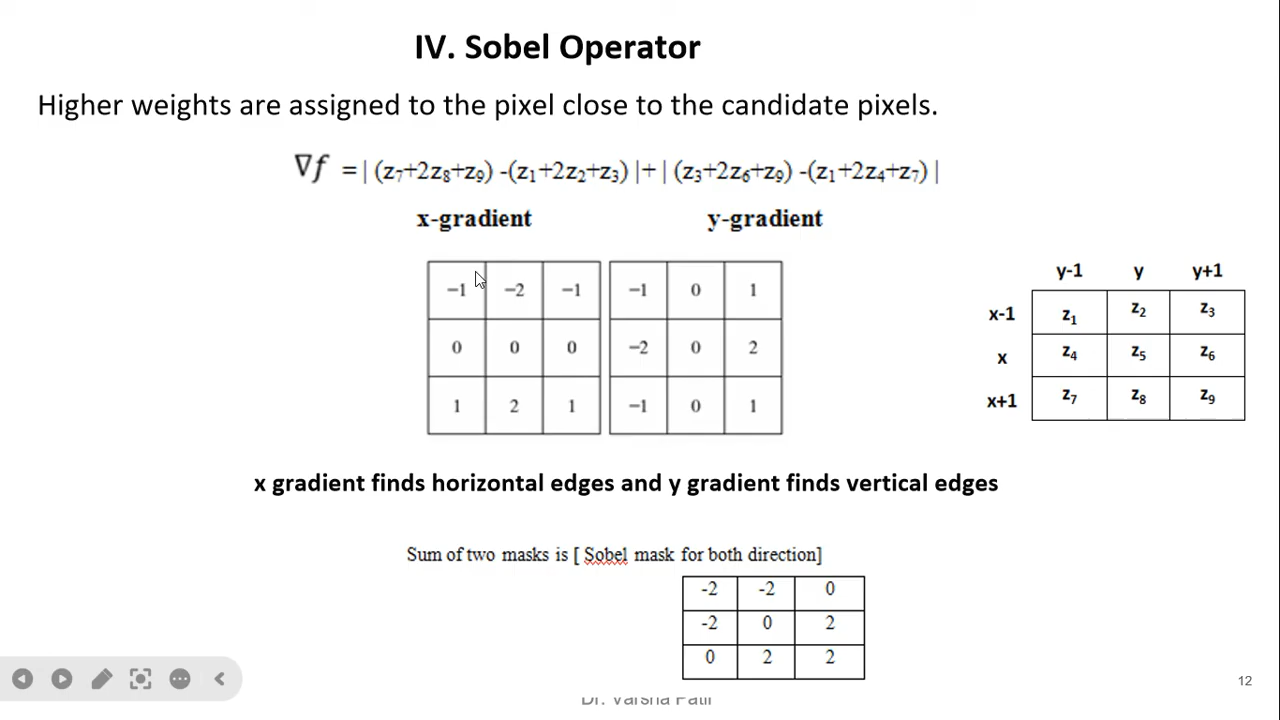 IV. Sobel Operator
Higher weights are assigned to the pixel close to the candidate pixels.
∇f = | (z₇+2z₈+z₉) -(z₁+2z₂+z₃) |+ | (z₃+2z₆+z₉) -(z₁+2z₄+z₇) |
x-gradient y-gradient
−1 −2 −1 −1 0 1
0 0 0 −2 0 2
1 2 1 −1 0 1
y-1 y y+1
x-1 z₁ z₂ z₃
x z₄ z₅ z₆
x+1 z₇ z₈ z₉
x gradient finds horizontal edges and y gradient finds vertical edges
Sum of two masks is [ Sobel mask for both direction]
-2 -2 0
-2 0 2
0 2 2
12
Dr. Varsha Patil